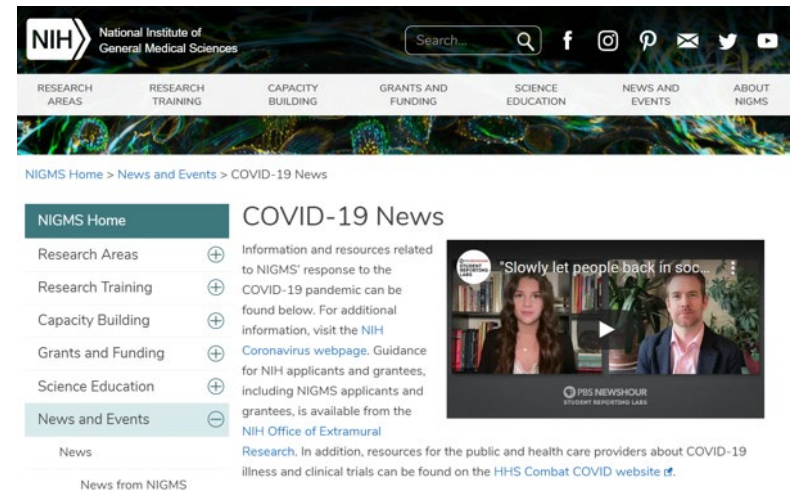 NIH National Institute of
General Medical Sciences
Search...
RESEARCH AREAS
RESEARCH TRAINING
CAPACITY BUILDING
GRANTS AND FUNDING
SCIENCE EDUCATION
NEWS AND EVENTS
ABOUT NIGMS
NIGMS Home > News and Events > COVID-19 News
NIGMS Home
Research Areas
Research Training
Capacity Building
Grants and Funding
Science Education
News and Events
News
News from NIGMS
COVID-19 News
Information and resources related
to NIGMS' response to the
COVID-19 pandemic can be
found below. For additional
information, visit the NIH
Coronavirus webpage. Guidance
for NIH applicants and grantees,
including NIGMS applicants and
grantees, is available from the
NIH Office of Extramural
Research. In addition, resources for the public and health care providers about COVID-19
illness and clinical trials can be found on the HHS Combat COVID website.
STUDENT
REPORTING
LABS
"Slowly let people back in soc...
PBS NEWSHOUR
STUDENT REPORTING LABS